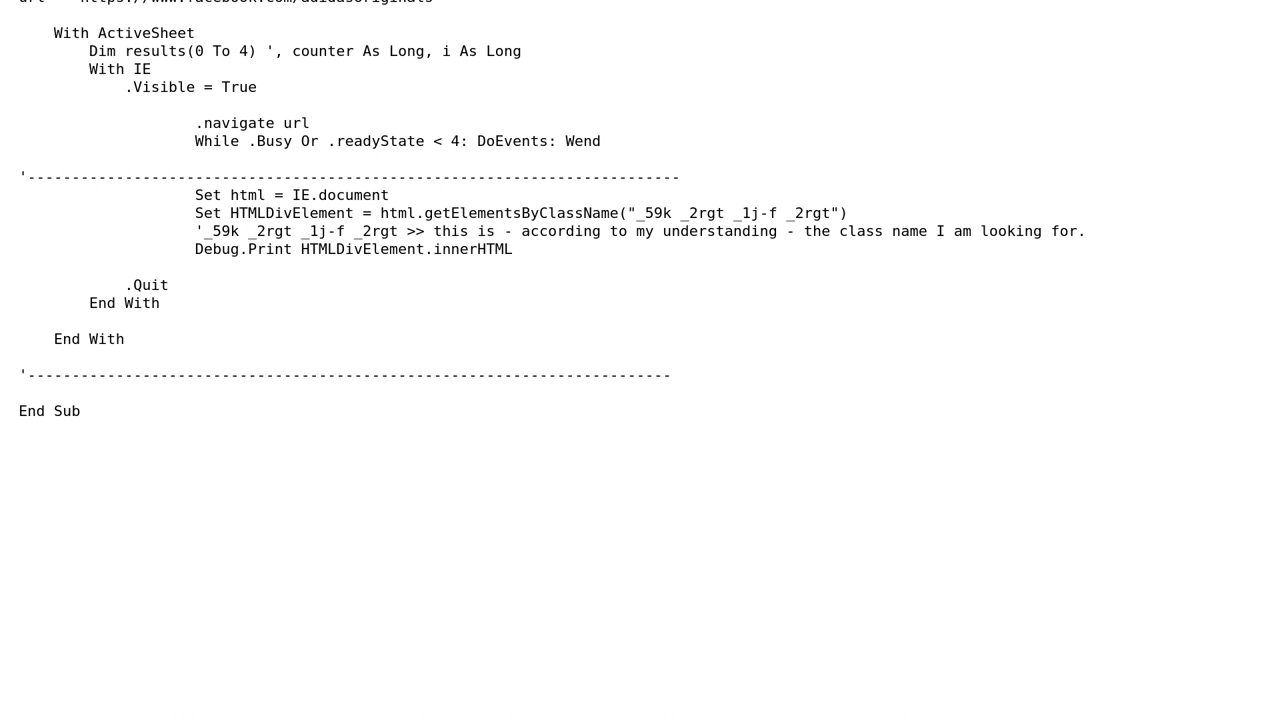 With ActiveSheet
Dim results(0 To 4) ', counter As Long, i As Long
With IE
.Visible = True
.navigate url
While .Busy Or .readyState < 4: DoEvents: Wend
'--------------------------------------------------------------------------
Set html = IE.document
Set HTMLDivElement = html.getElementsByClassName("_59k _2rgt _1j-f _2rgt")
'_59k _2rgt _1j-f _2rgt >> this is - according to my understanding - the class name I am looking for.
Debug.Print HTMLDivElement.innerHTML
.Quit
End With
End With
'-------------------------------------------------------------------------
End Sub